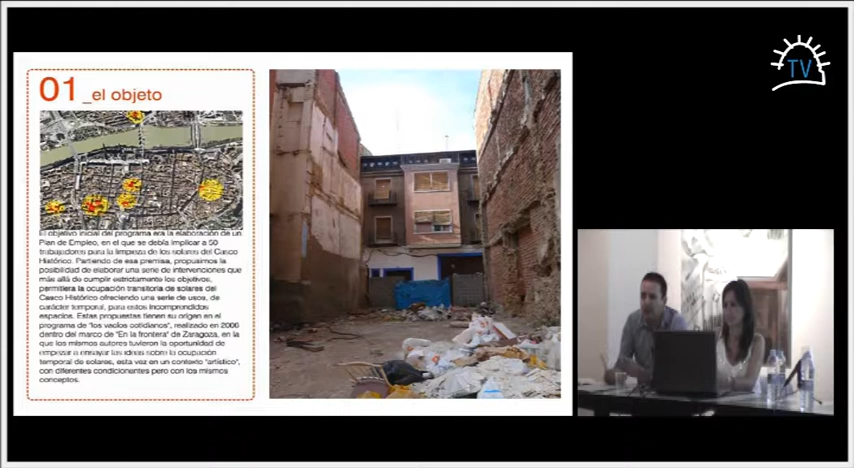 TV
01 _el objeto
El objetivo inicial del programa era la elaboración de un
Plan de Empleo, en el que se debía implicar a 50
trabajadores para la limpieza de los solares del Casco
Histórico. Partiendo de esa premisa, propusimos la
posibilidad de elaborar una serie de intervenciones que
más allá de cumplir estrictamente los objetivos,
permitiera la ocupación transitoria de solares del
Casco Histórico ofreciendo una serie de usos, de
carácter temporal, para estos incomprendidos
espacios. Estas propuestas tienen su origen en el
programa de "los vacíos cotidianos", realizado en 2006
dentro del marco de "En la frontera" de Zaragoza, en la
que los mismos autores tuvieron la oportunidad de
empezar a ensayar las ideas sobre la ocupación
temporal de solares, esta vez en un contexto "artístico",
con diferentes condicionantes pero con los mismos
conceptos.